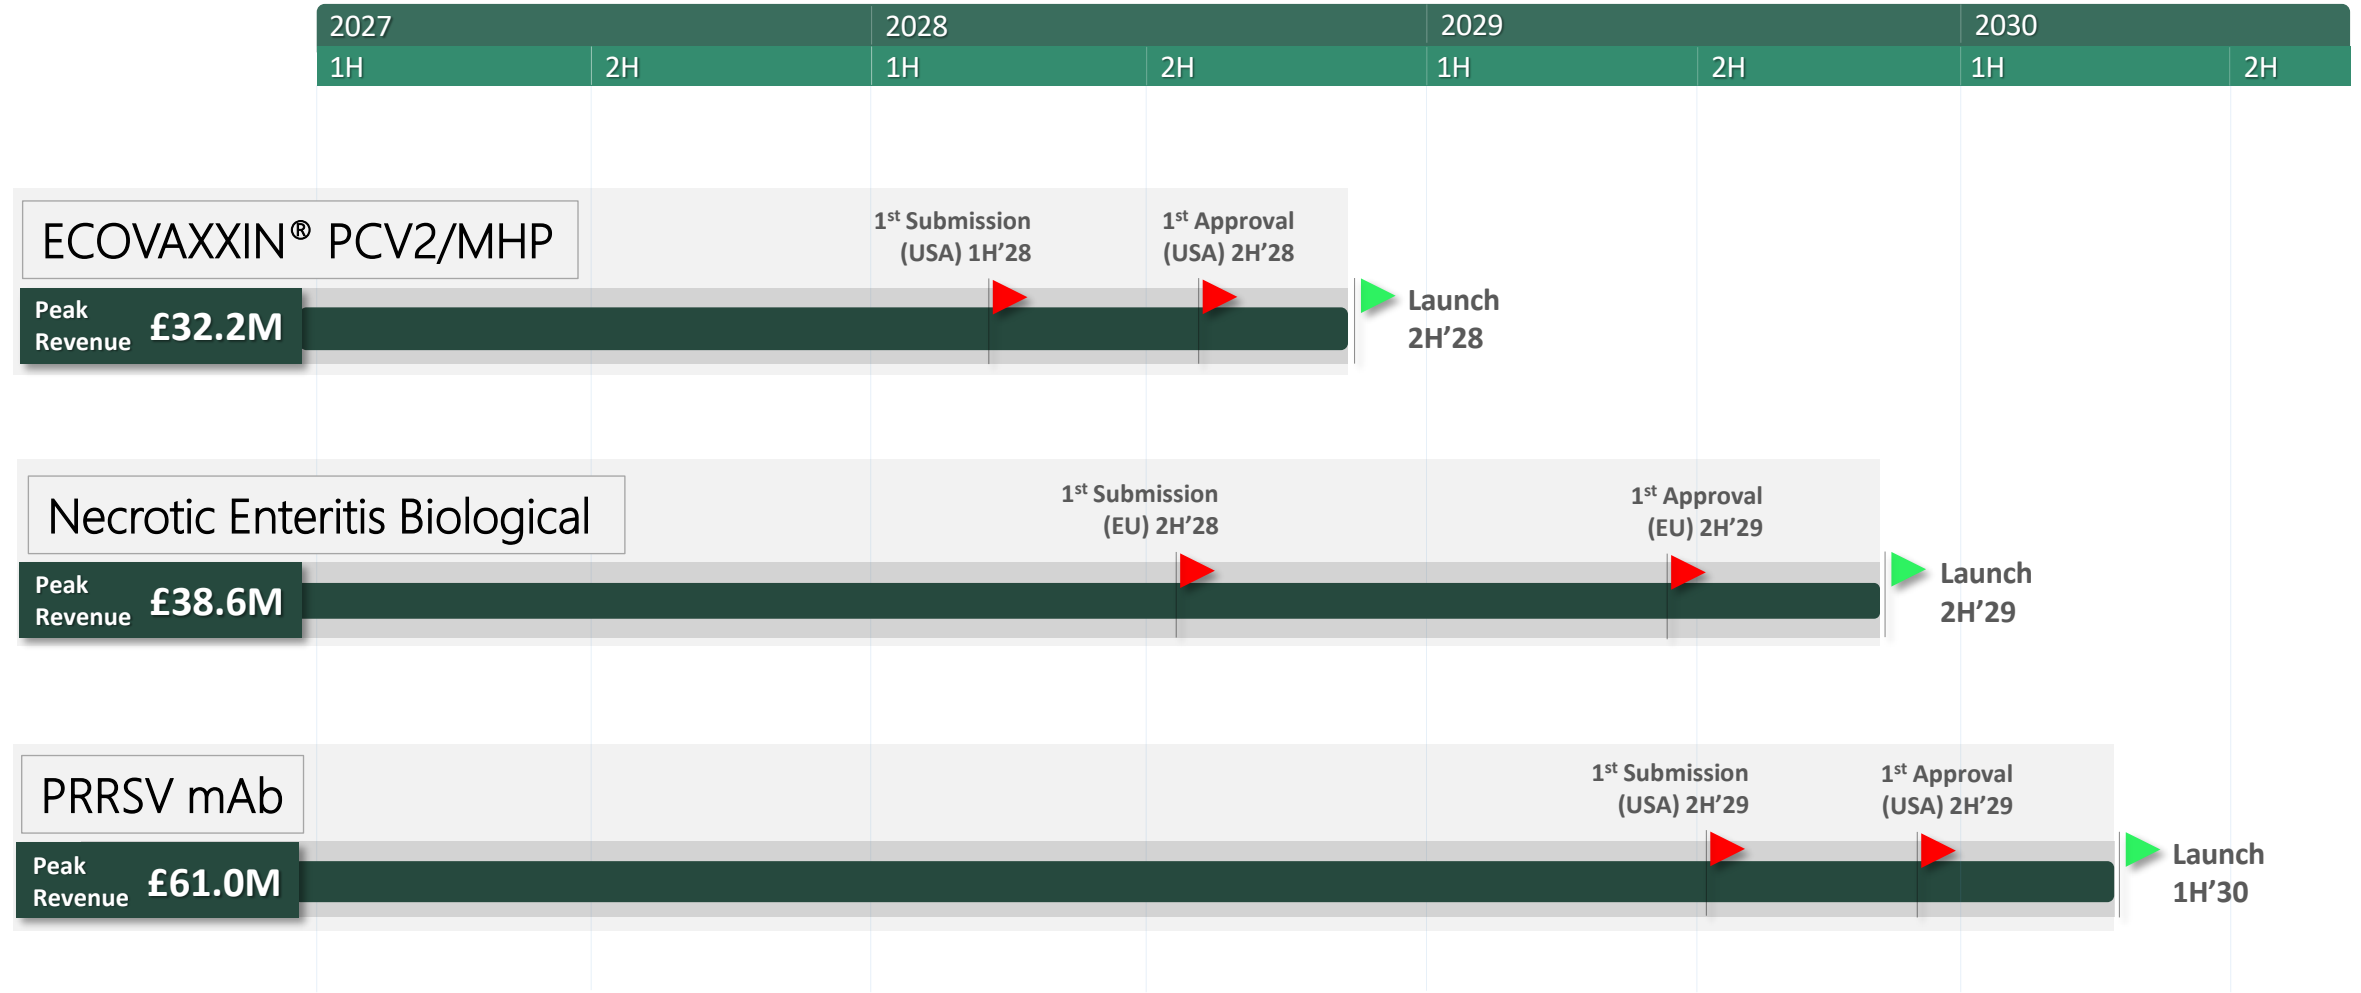 2027 2028 2029 2030
1H 2H 1H 2H 1H 2H 1H 2H
ECOVAXXIN® PCV2/MHP
1st Submission
(USA) 1H’28
1st Approval
(USA) 2H’28
Peak
Revenue
£32.2M
Launch
2H’28
Necrotic Enteritis Biological
1st Submission
(EU) 2H’28
1st Approval
(EU) 2H’29
Peak
Revenue
£38.6M
Launch
2H’29
PRRSV mAb
1st Submission
(USA) 2H’29
1st Approval
(USA) 2H’29
Peak
Revenue
£61.0M
Launch
1H’30